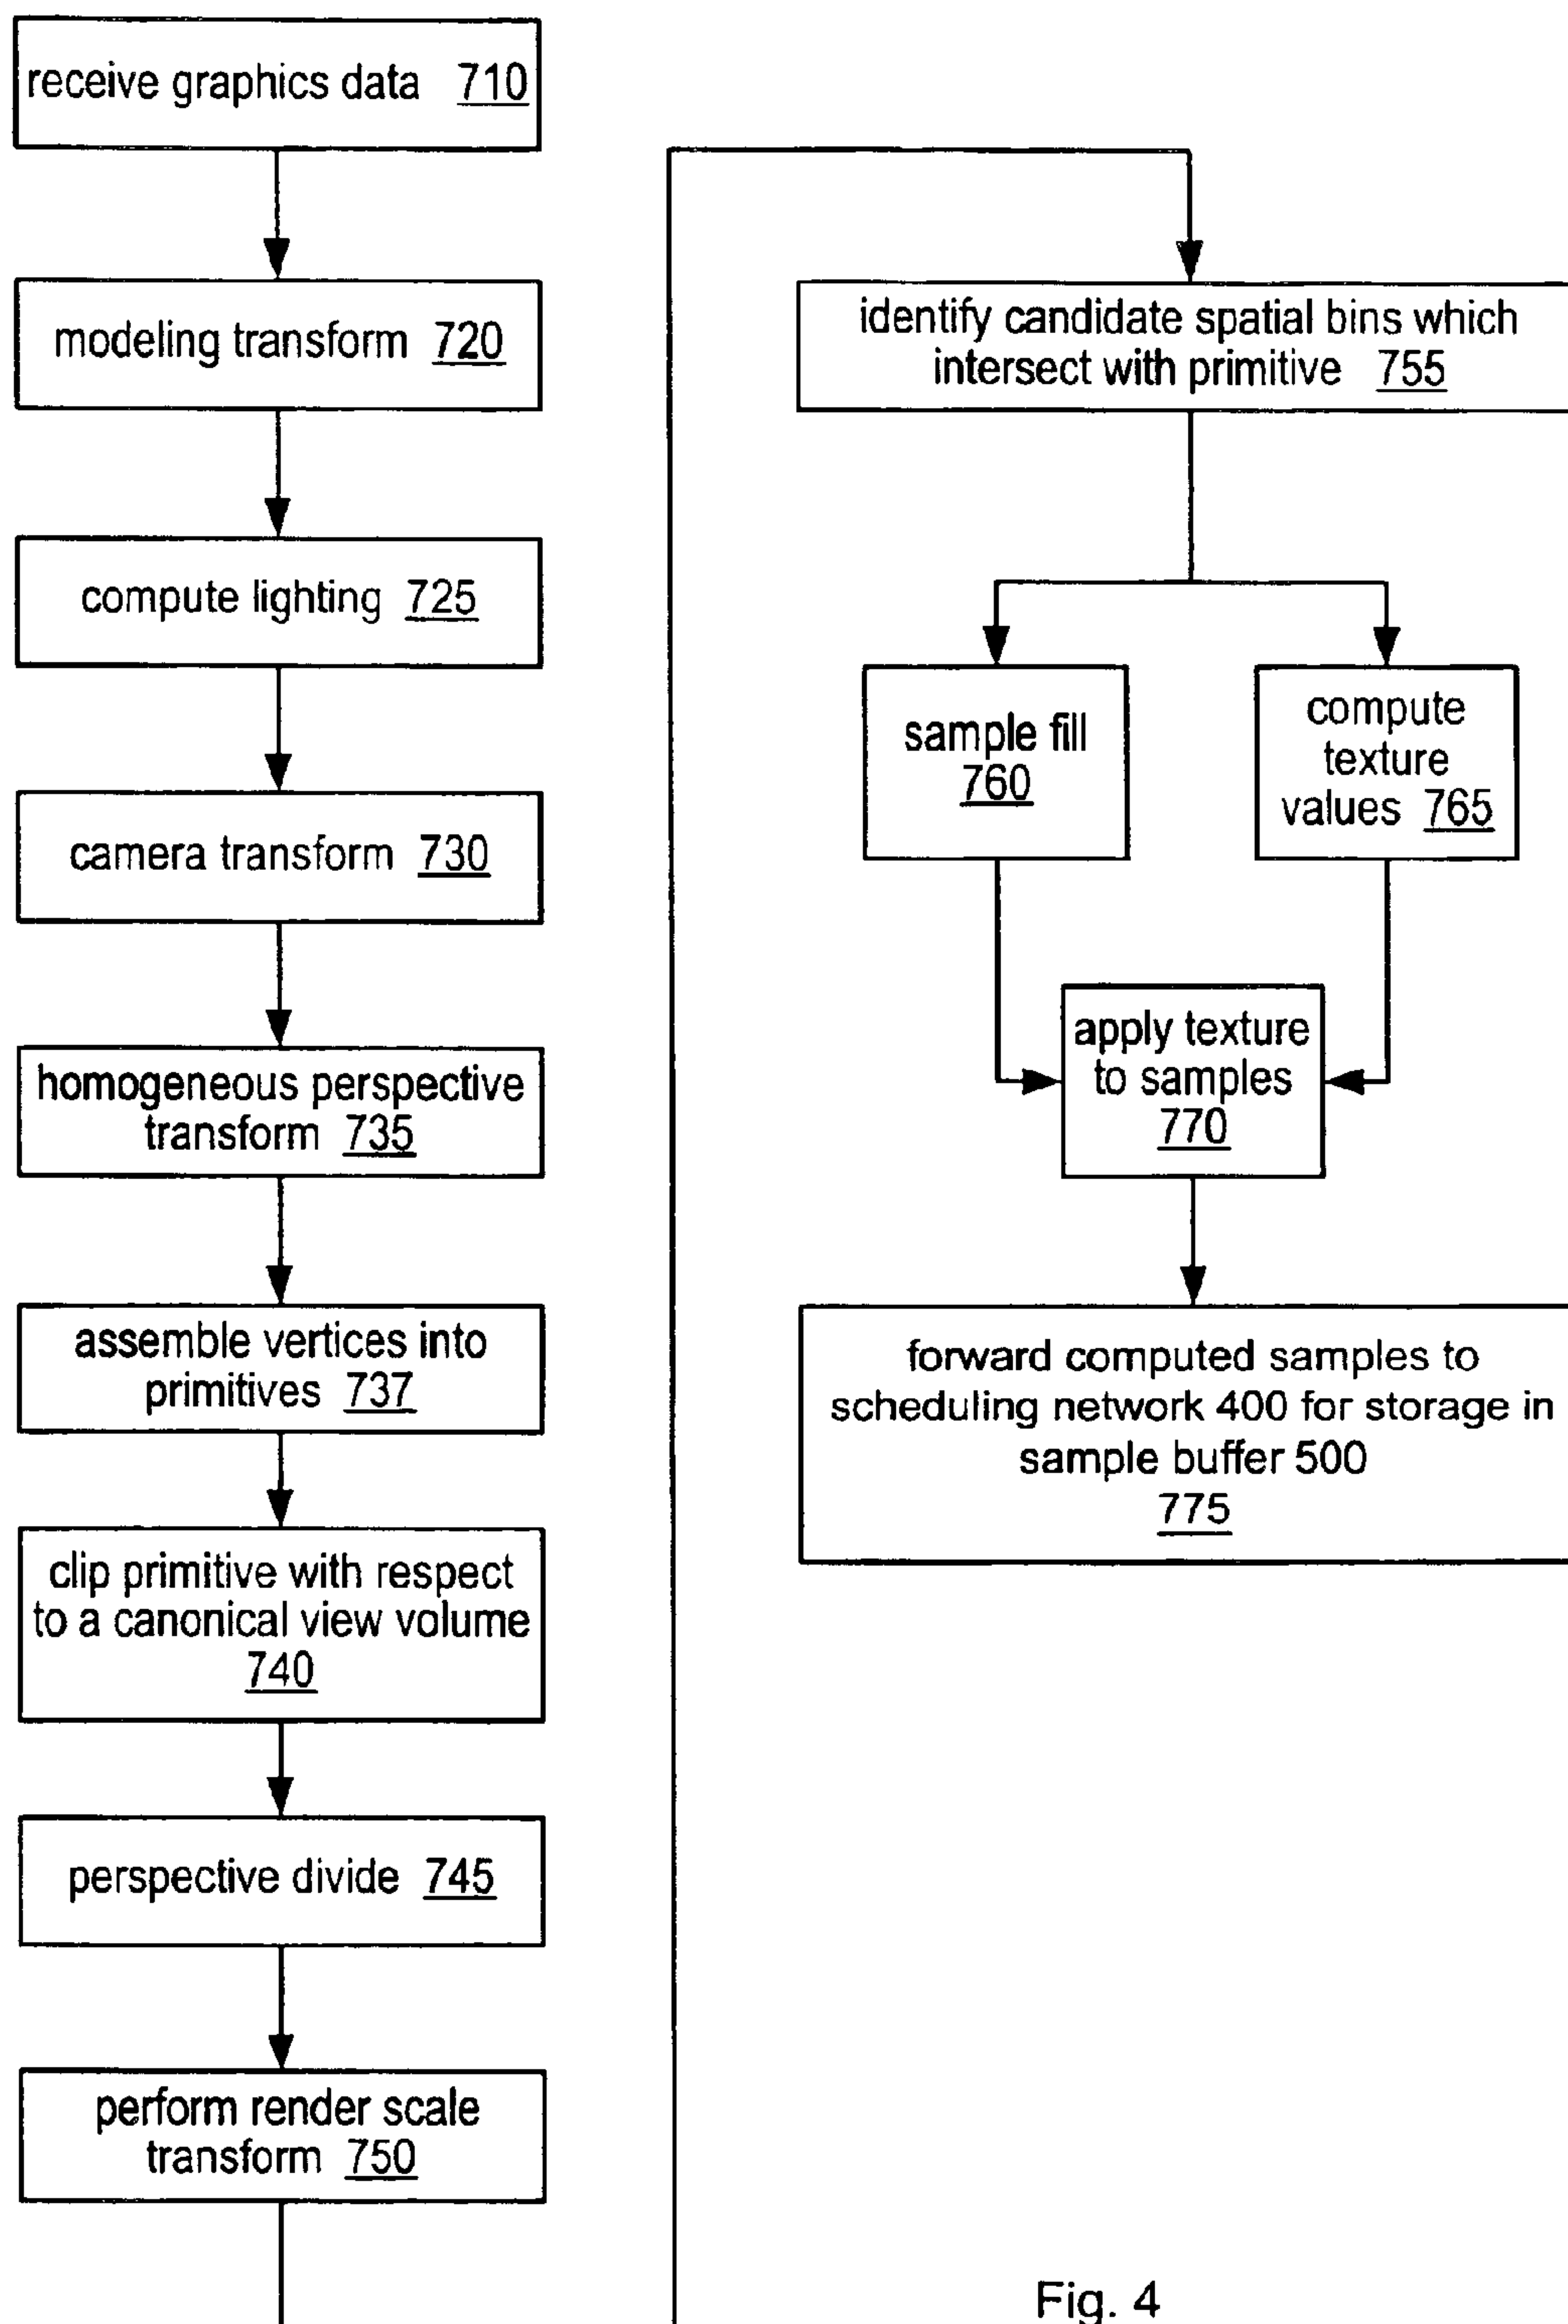 receive graphics data 710
modeling transform 720
compute lighting 725
camera transform 730
homogeneous perspective
transform 735
assemble vertices into
primitives 737
clip primitive with respect
to a canonical view volume
740
perspective divide 745
perform render scale
transform 750
identify candidate spatial bins which
intersect with primitive 755
sample fill
760
compute
texture
values 765
apply texture
to samples
770
forward computed samples to
scheduling network 400 for storage in
sample buffer 500
775
Fig. 4